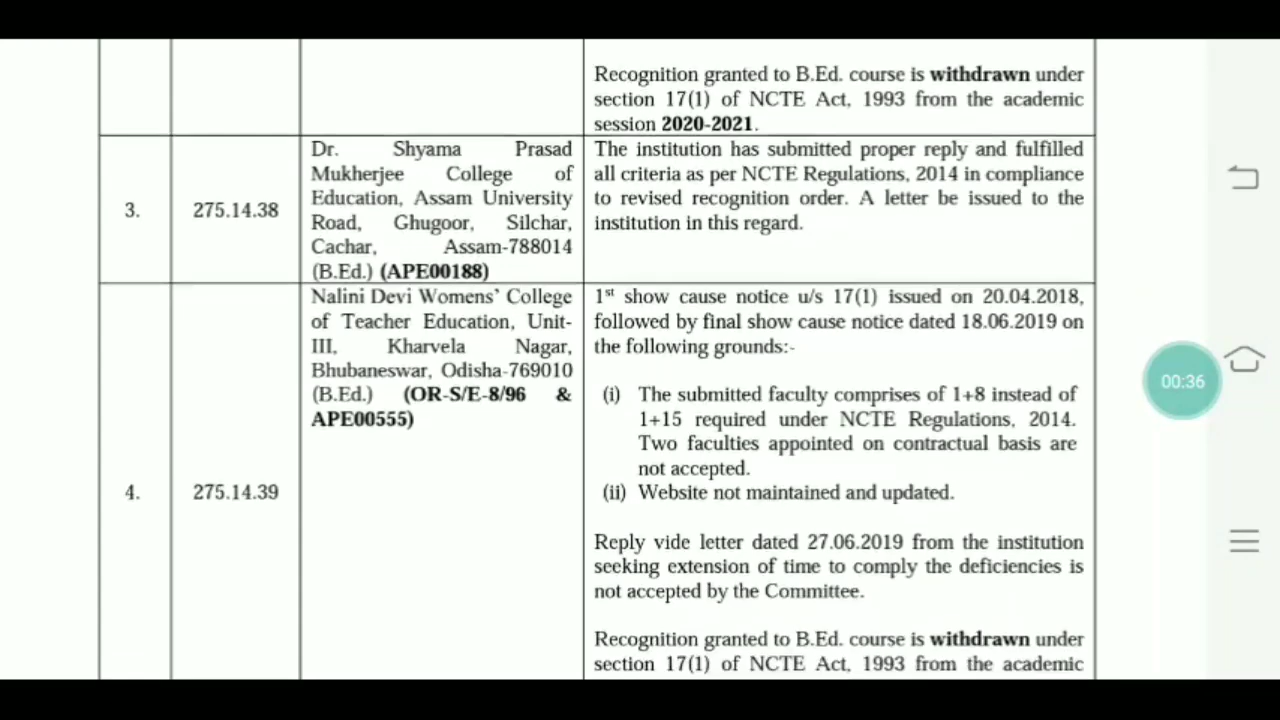 Recognition granted to B.Ed. course is withdrawn under
section 17(1) of NCTE Act, 1993 from the academic
session 2020-2021.
3.
275.14.38
Dr. Shyama Prasad
Mukherjee College of
Education, Assam University
Road, Ghugoor, Silchar,
Cachar, Assam-788014
(B.Ed.) (APE00188)
The institution has submitted proper reply and fulfilled
all criteria as per NCTE Regulations, 2014 in compliance
to revised recognition order. A letter be issued to the
institution in this regard.
4.
275.14.39
Nalini Devi Womens’ College
of Teacher Education, Unit-
III, Kharvela Nagar,
Bhubaneswar, Odisha-769010
(B.Ed.) (OR-S/E-8/96 &
APE00555)
1st show cause notice u/s 17(1) issued on 20.04.2018,
followed by final show cause notice dated 18.06.2019 on
the following grounds:-
(i) The submitted faculty comprises of 1+8 instead of
1+15 required under NCTE Regulations, 2014.
Two faculties appointed on contractual basis are
not accepted.
(ii) Website not maintained and updated.
Reply vide letter dated 27.06.2019 from the institution
seeking extension of time to comply the deficiencies is
not accepted by the Committee.
Recognition granted to B.Ed. course is withdrawn under
section 17(1) of NCTE Act, 1993 from the academic
00:36